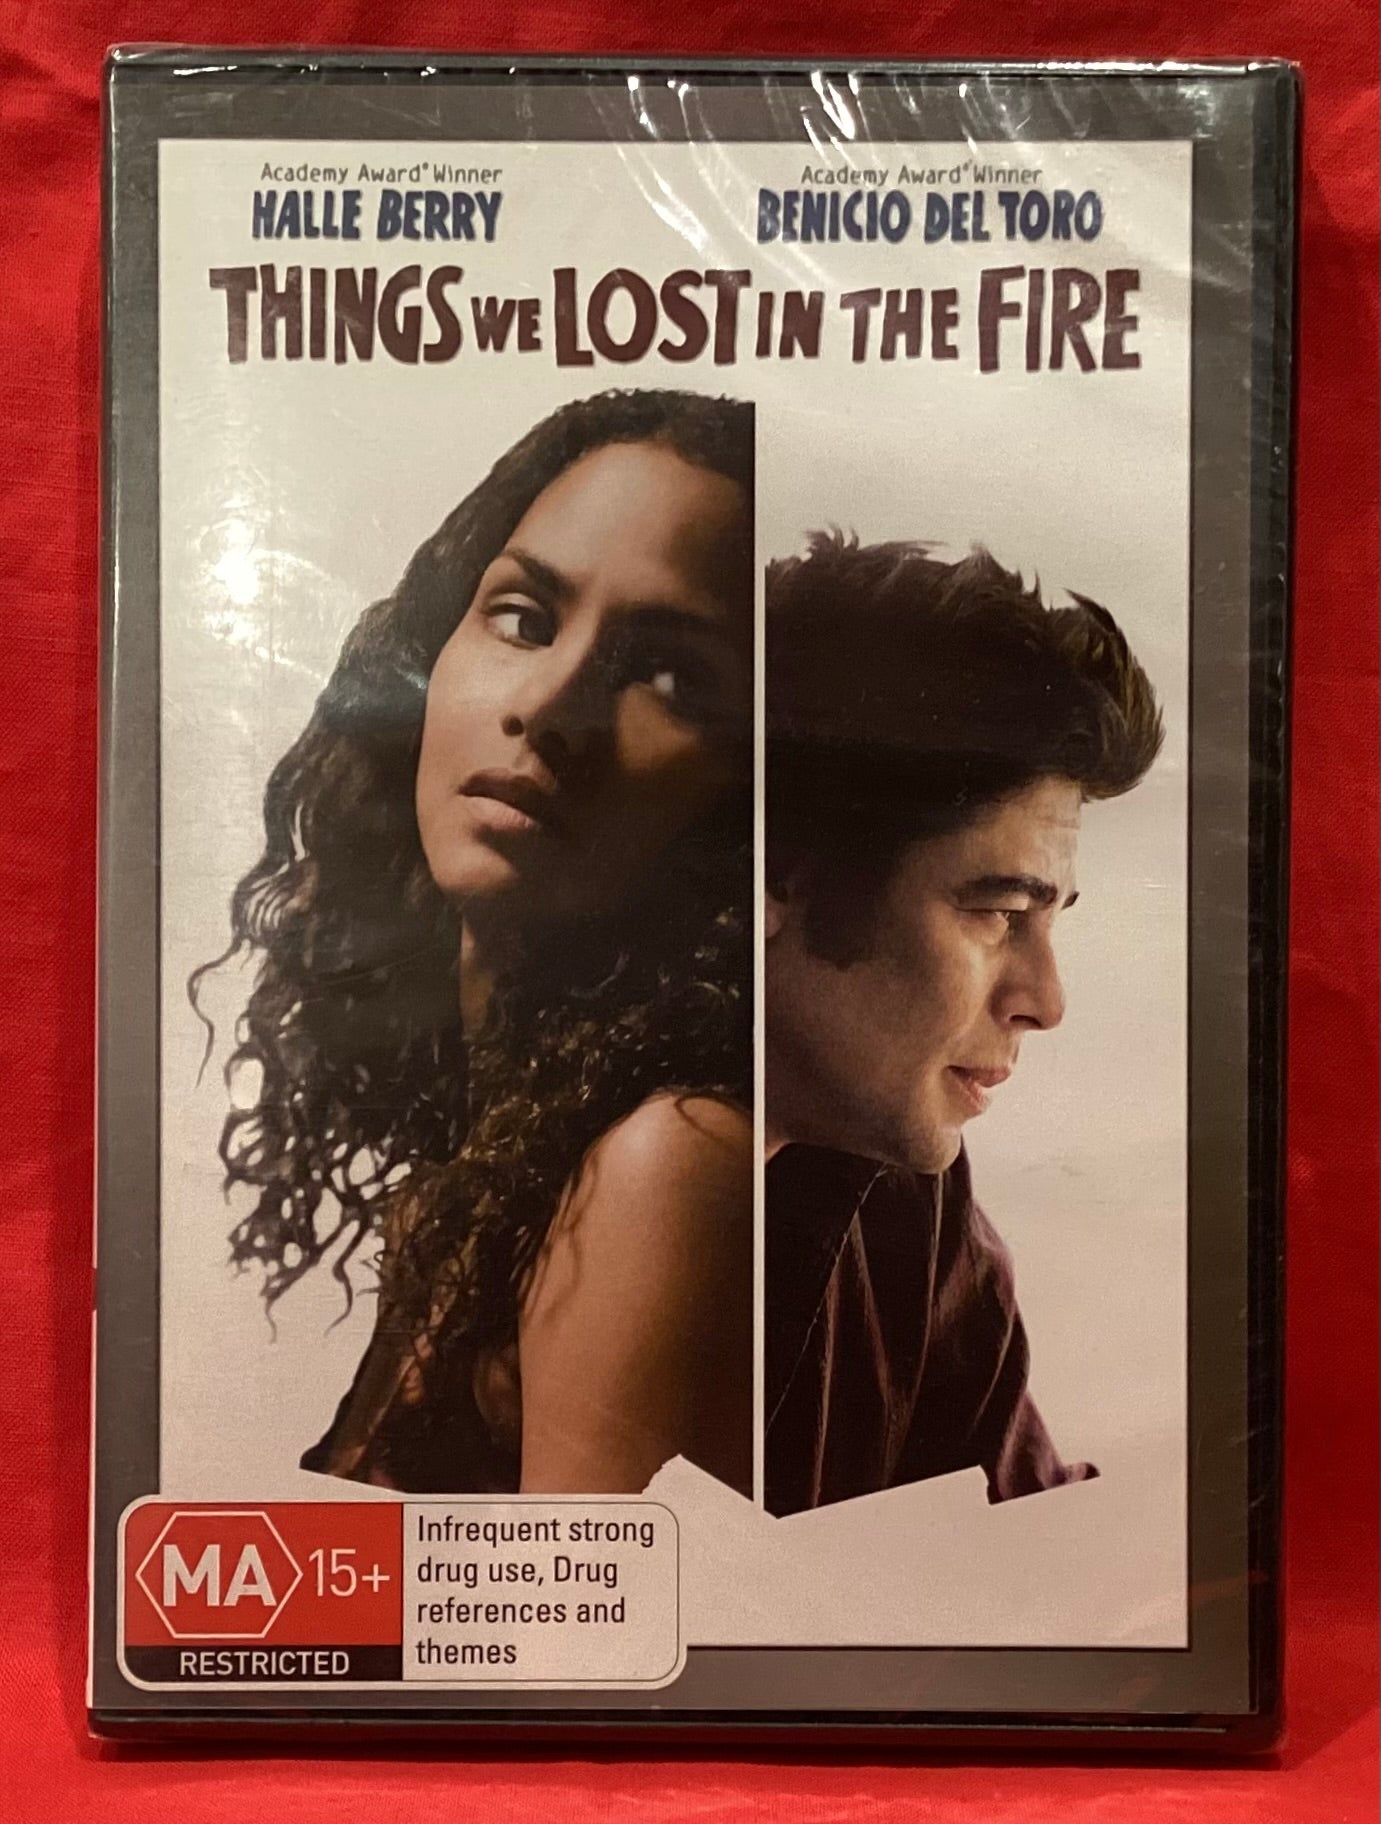 Academy Award® Winner
HALLE BERRY
Academy Award® Winner
BENICIO DEL TORO
THINGS WE LOST IN THE FIRE
MA 15+
RESTRICTED
Infrequent strong
drug use, Drug
references and
themes